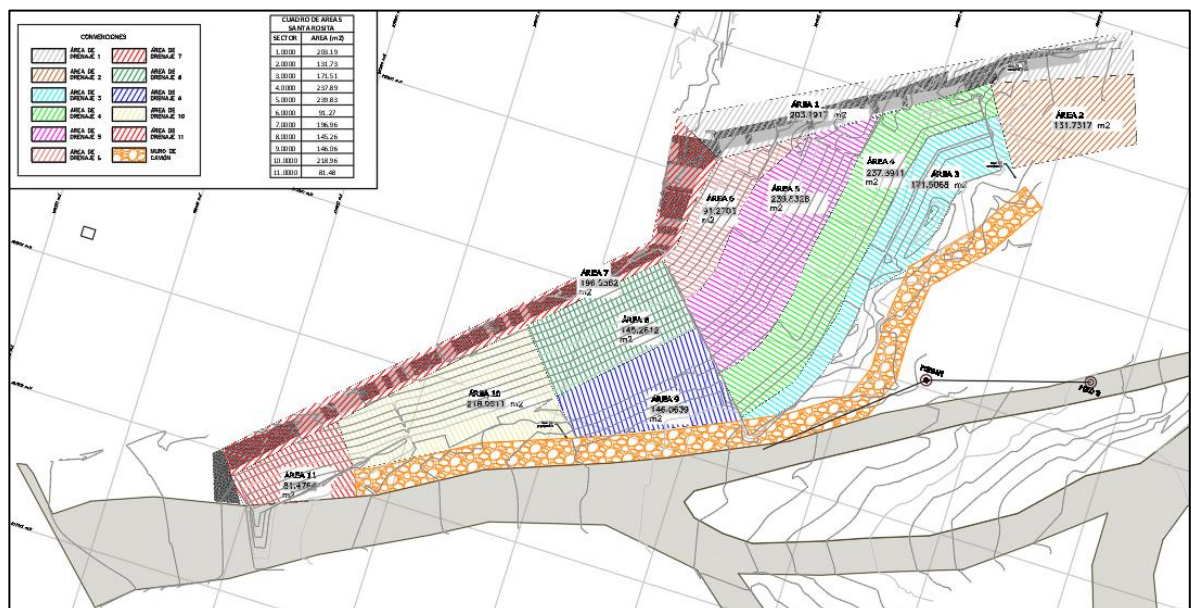 CONVENCIONES
ÁREA DE DRENAJE 1
ÁREA DE DRENAJE 7
ÁREA DE DRENAJE 2
ÁREA DE DRENAJE 8
ÁREA DE DRENAJE 3
ÁREA DE DRENAJE 9
ÁREA DE DRENAJE 4
ÁREA DE DRENAJE 10
ÁREA DE DRENAJE 5
ÁREA DE DRENAJE 11
ÁREA DE DRENAJE 6
MURO DE GAVIÓN
CUADRO DE AREAS
SANTA ROSITA
SECTOR AREA (m2)
1.0000 203.19
2.0000 131.73
3.0000 171.51
4.0000 237.89
5.0000 239.83
6.0000 91.27
7.0000 196.96
8.0000 145.26
9.0000 146.06
10.0000 218.96
11.0000 81.48
ÁREA 1
203.1917 m2
ÁREA 2
131.7317 m2
ÁREA 4
237.8911
m2
ÁREA 3
171.5068 m2
ÁREA 5
239.8328
m2
ÁREA 6
91.2701
m2
ÁREA 7
m2
ÁREA 8
145.2612
m2
ÁREA 10
m2
ÁREA 9
146.0639
m2
ÁREA 11
81.4764
m2